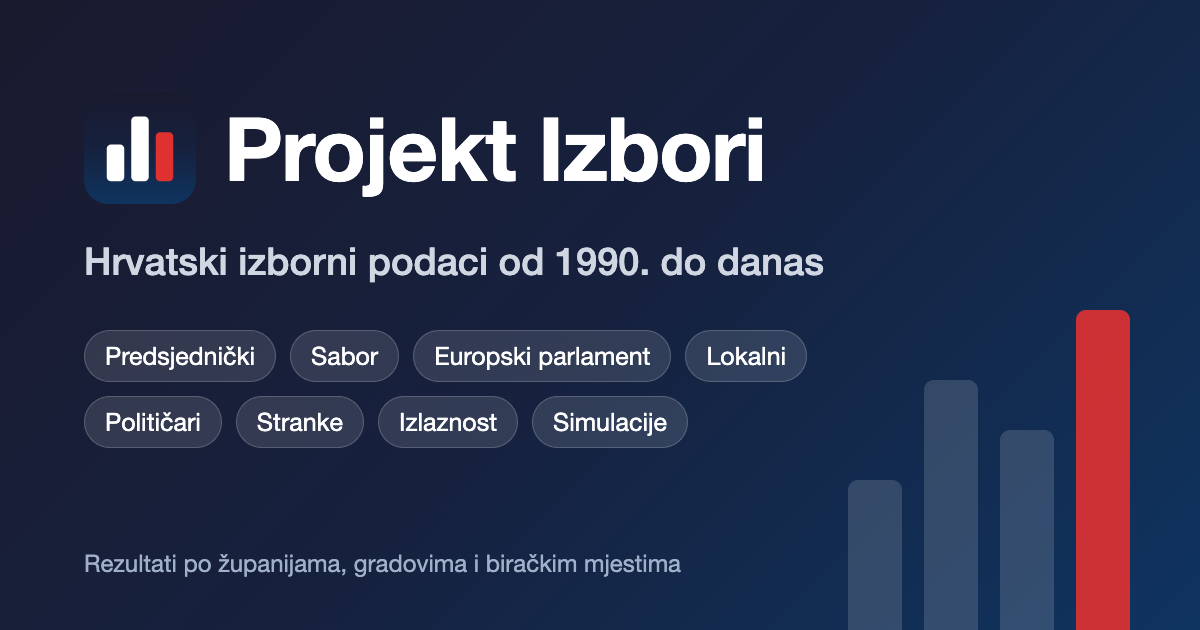 Projekt Izbori
Hrvatski izborni podaci od 1990. do danas
Predsjednički Sabor Europski parlament Lokalni
Političari Stranke Izlaznost Simulacije
Rezultati po županijama, gradovima i biračkim mjestima